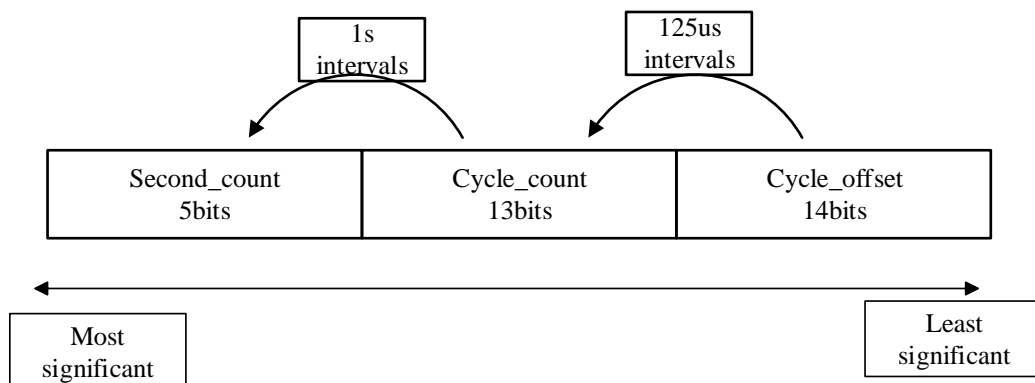 1s
intervals
125us
intervals
Second_count
5bits
Cycle_count
13bits
Cycle_offset
14bits
Most
significant
Least
significant